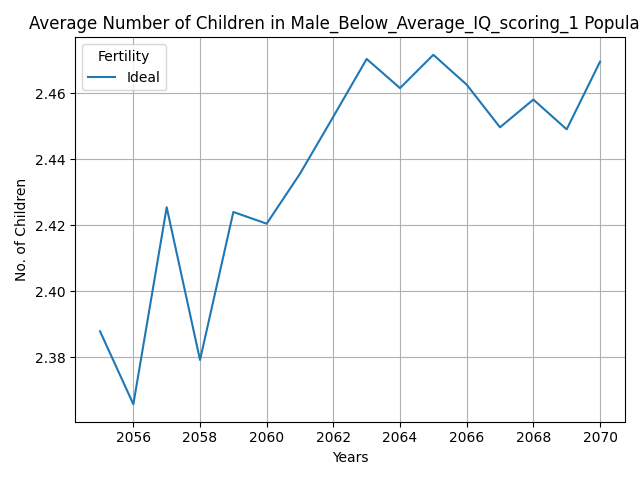 Average Number of Children in Male_Below_Average_IQ_scoring_1 Popula
Fertility
Ideal
2.46
2.44
2.42
2.40
2.38
No. of Children
2056 2058 2060 2062 2064 2066 2068 2070
Years